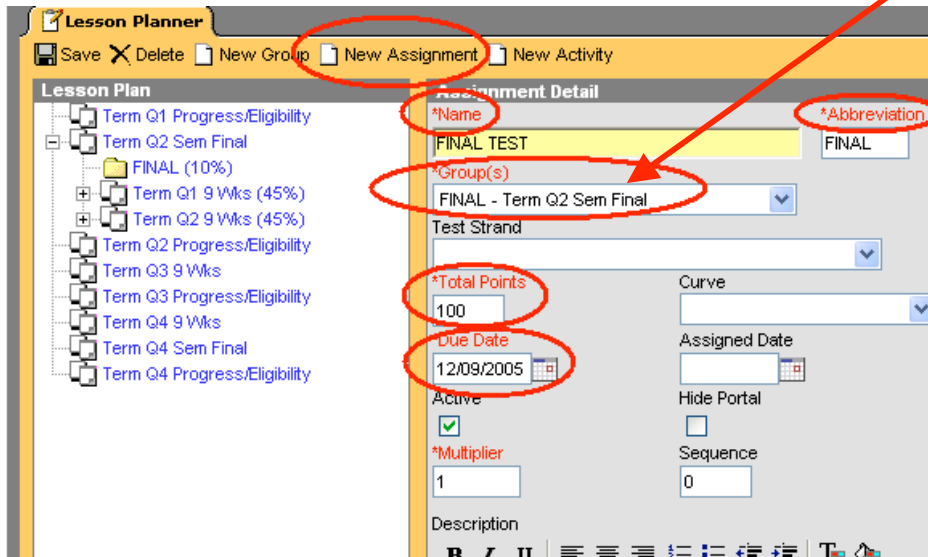 Lesson Planner
Save Delete New Group New Assignment New Activity
Lesson Plan
Term Q1 Progress/Eligibility
Term Q2 Sem Final
FINAL (10%)
Term Q1 9 Wks (45%)
Term Q2 9 Wks (45%)
Term Q2 Progress/Eligibility
Term Q3 9 Wks
Term Q3 Progress/Eligibility
Term Q4 9 Wks
Term Q4 Sem Final
Term Q4 Progress/Eligibility
Assignment Detail
*Name *Abbreviation
FINAL TEST FINAL
*Group(s)
FINAL - Term Q2 Sem Final
Test Strand
*Total Points Curve
100
*Due Date Assigned Date
12/09/2005
Active Hide Portal
*Multiplier Sequence
1 0
Description
B I U